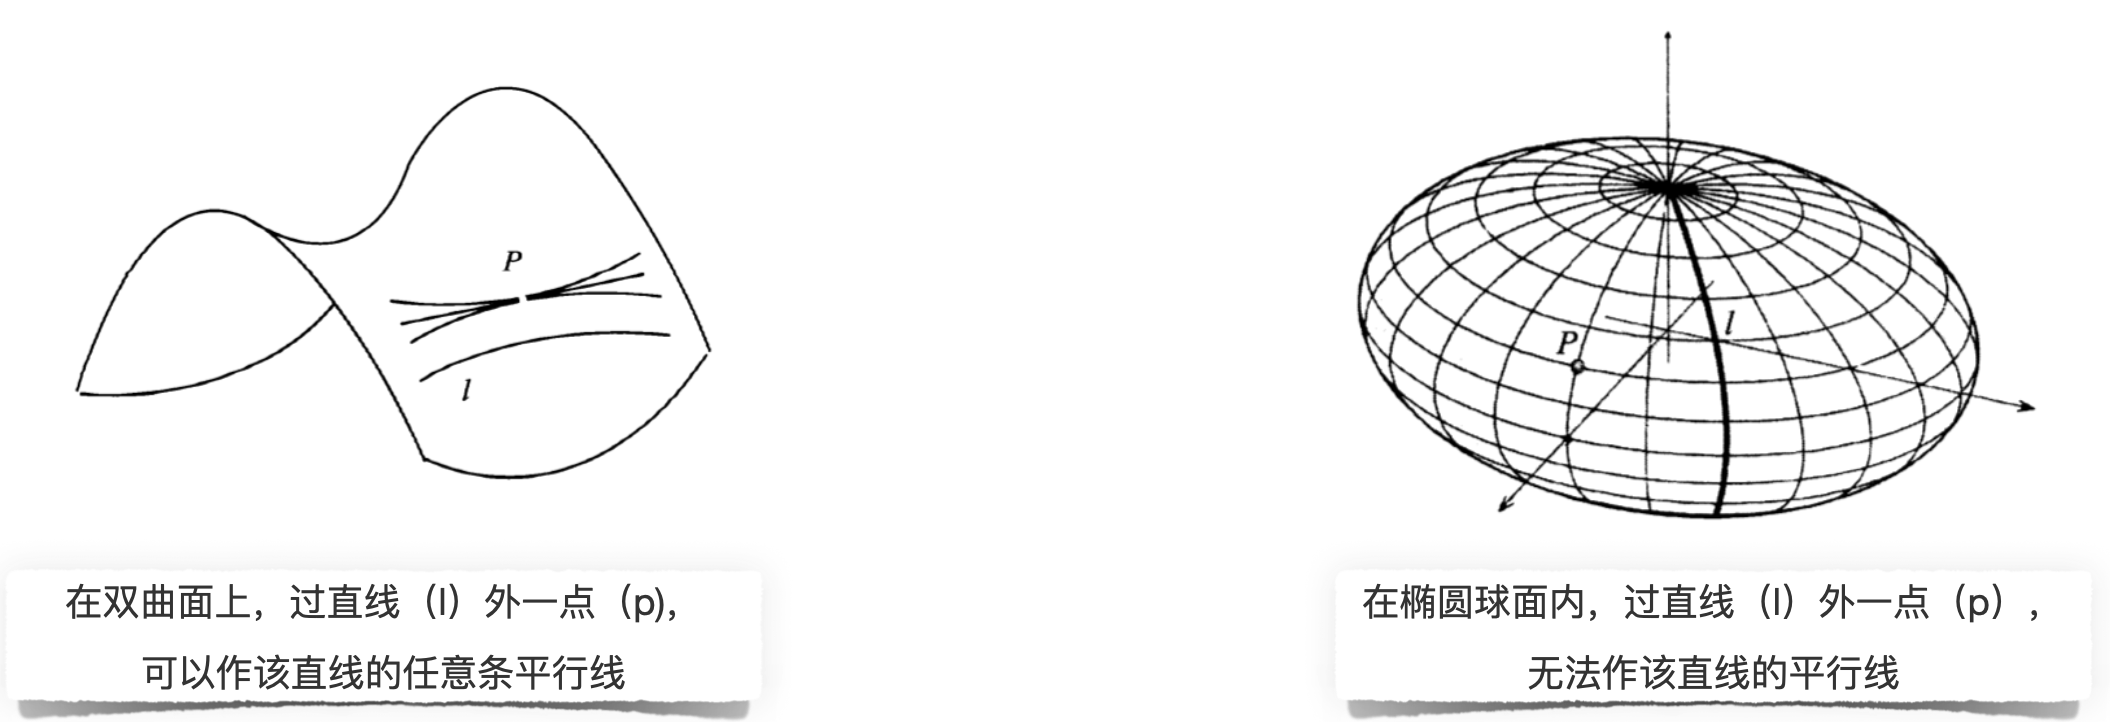 P
l
在双曲面上，过直线（l）外一点（p),
可以作该直线的任意条平行线
P
l
在椭圆球面内，过直线（l）外一点（p），
无法作该直线的平行线